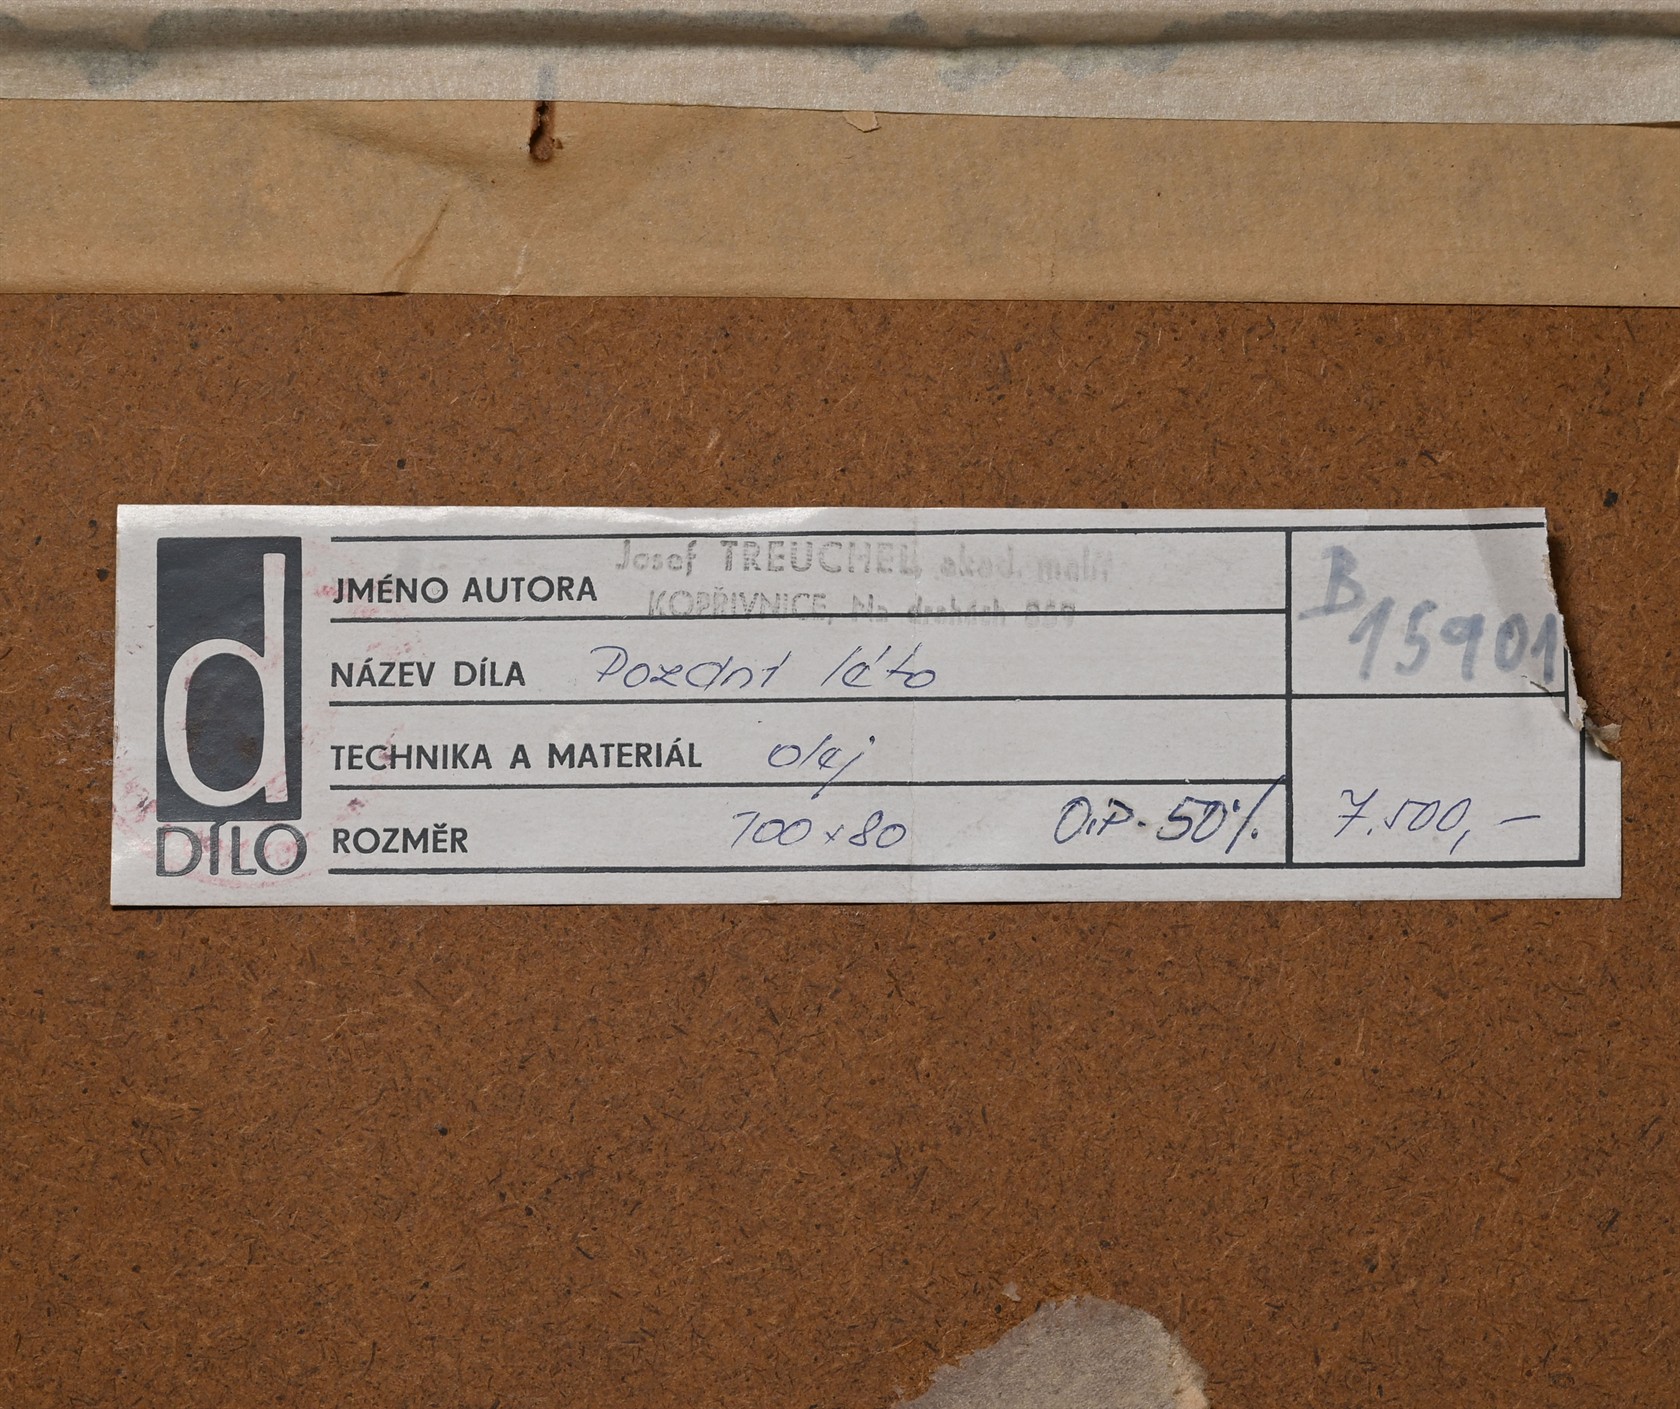 d
DÍLO
JMÉNO AUTORA Josef TREUCHEL, akad. malíř
KOPŘIVNICE, Na drahách
B 15901
NÁZEV DÍLA Pozdní léto
TECHNIKA A MATERIÁL olej
ROZMĚR 100 x 80 O.P. 50% 7.500,-